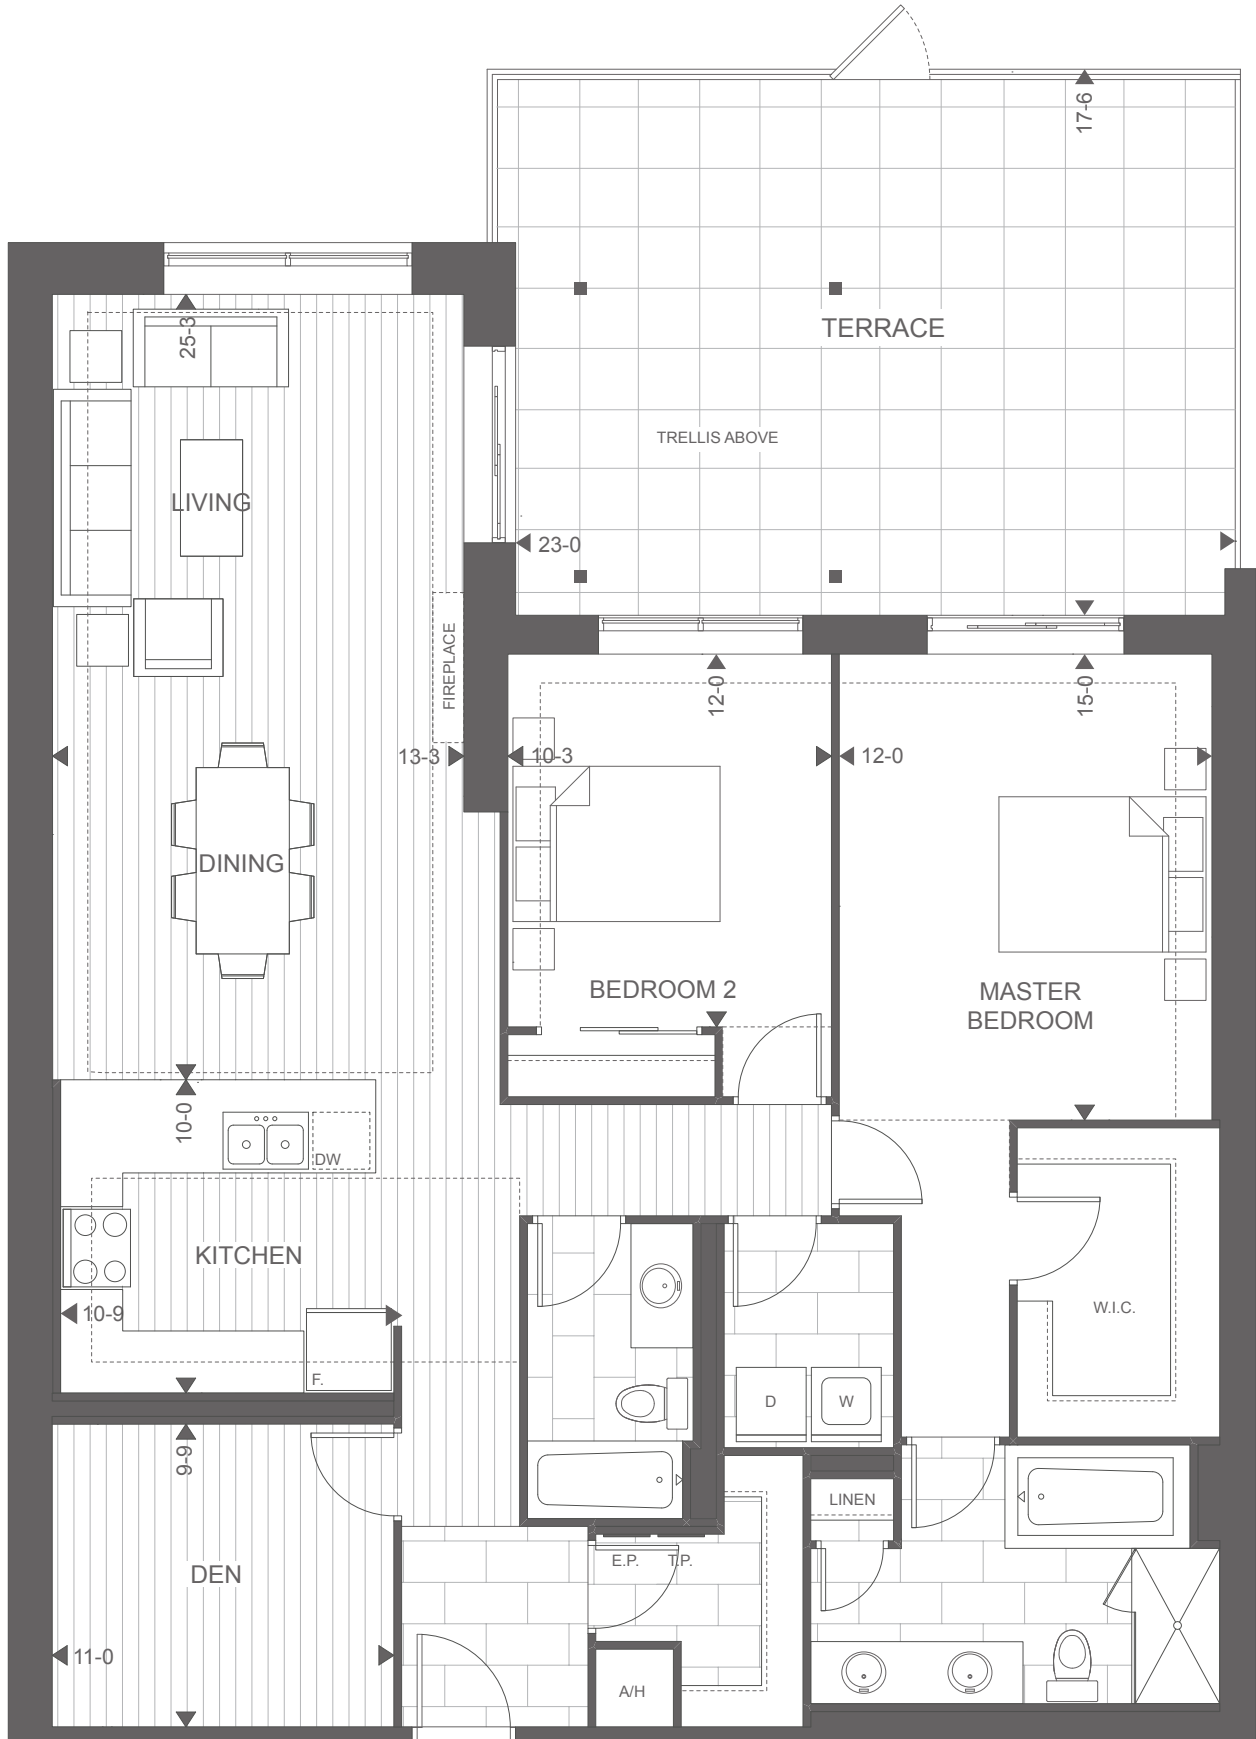 17-6
TERRACE
25-3
TRELLIS ABOVE
LIVING
23-0
FIREPLACE
12-0
15-0
13-3
10-3
12-0
DINING
BEDROOM 2
MASTER
BEDROOM
10-0
DW
KITCHEN
10-9
W.I.C.
F.
D
W
9-9
LINEN
E.P.
T.P.
DEN
11-0
A/H